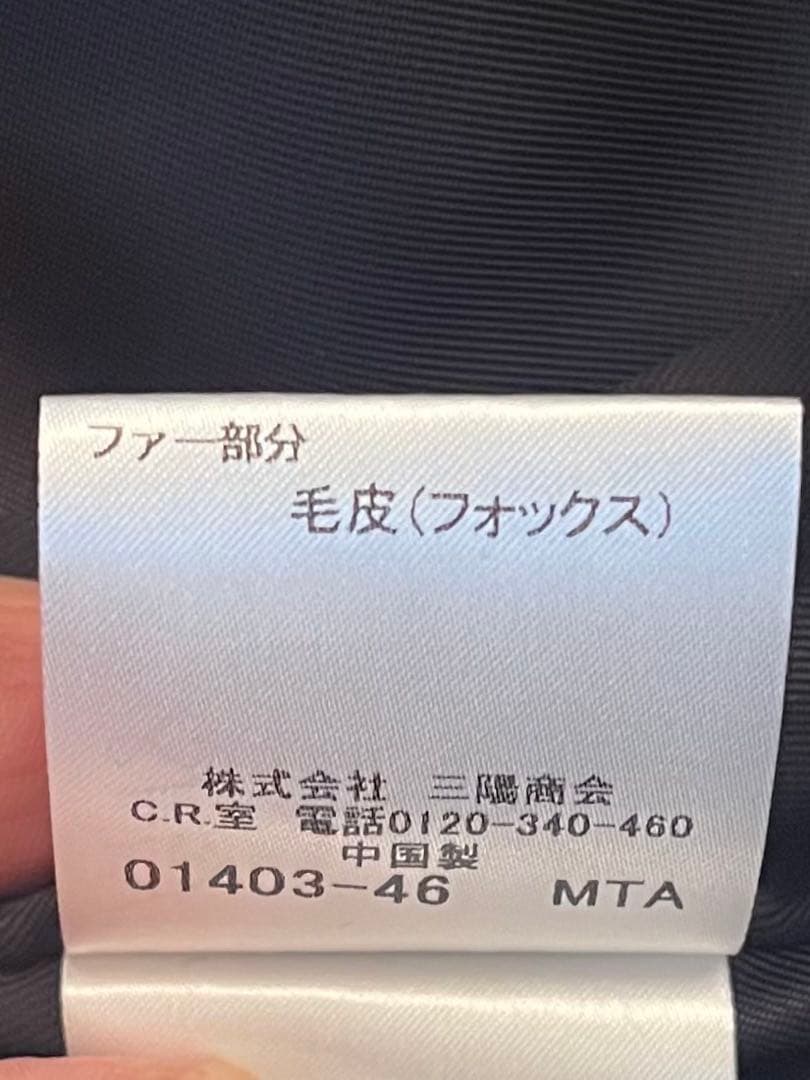 ファー部分
毛皮(フォックス)
株式会社 三陽商会
C.R.室 電話0120-340-460
中国製
01403-46 MTA